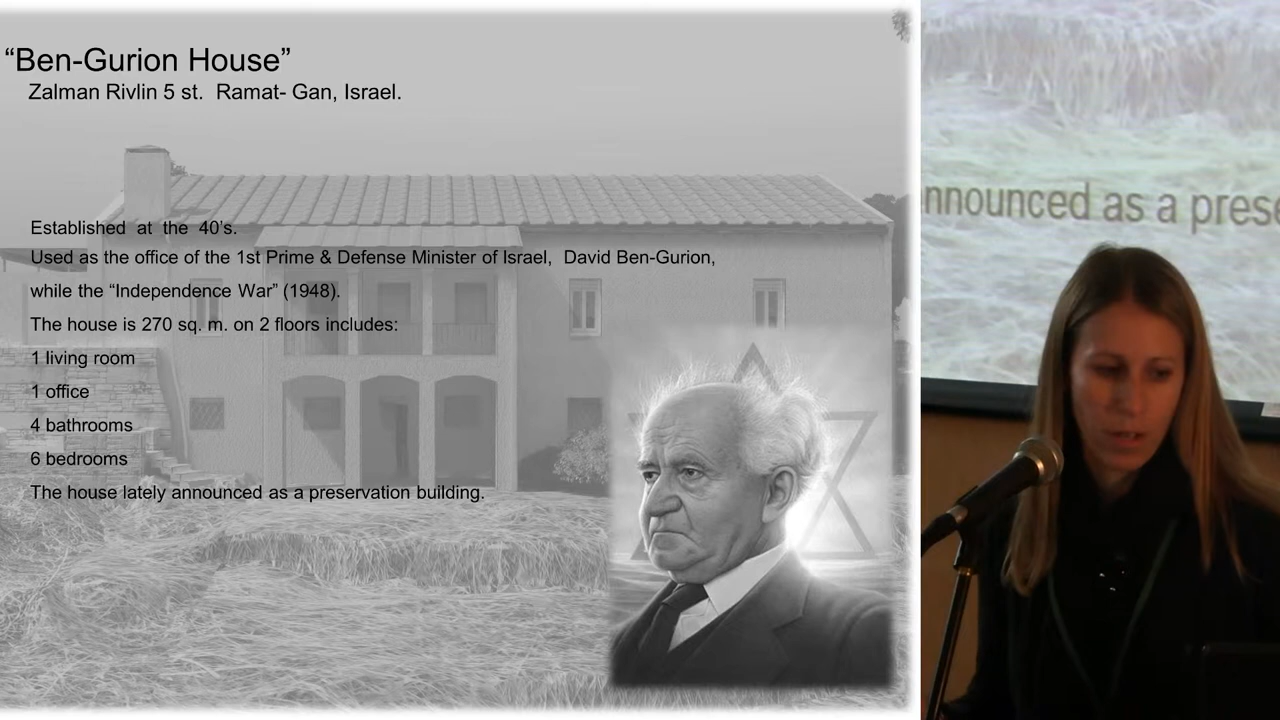 “Ben-Gurion House”
Zalman Rivlin 5 st. Ramat- Gan, Israel.
Established at the 40’s.
Used as the office of the 1st Prime & Defense Minister of Israel, David Ben-Gurion,
while the “Independence War” (1948).
The house is 270 sq. m. on 2 floors includes:
1 living room
1 office
4 bathrooms
6 bedrooms
The house lately announced as a preservation building.
nnounced as a prese